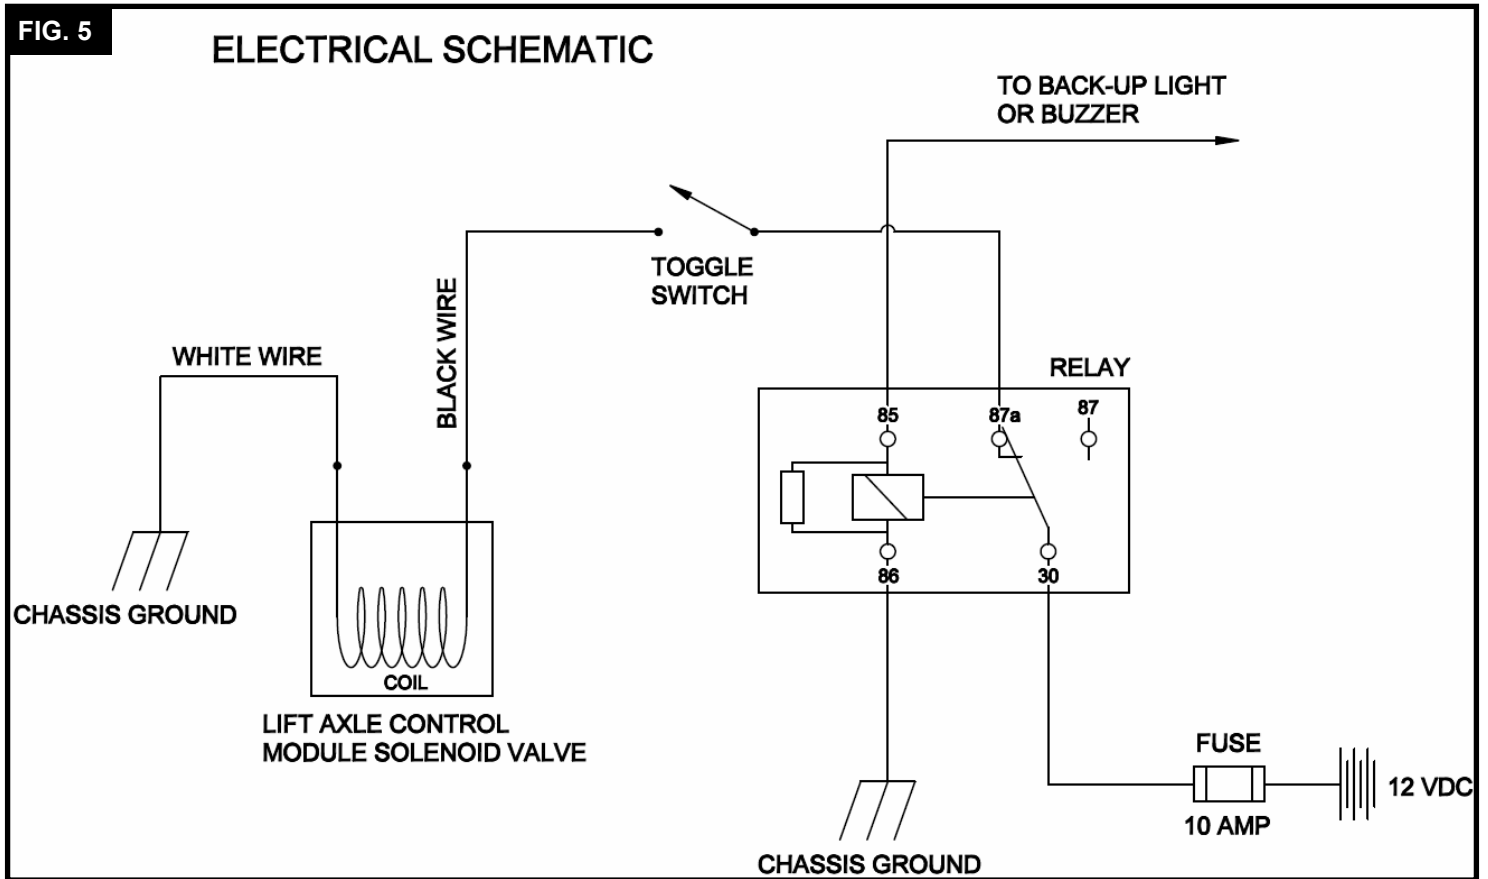 FIG. 5
ELECTRICAL SCHEMATIC
TO BACK-UP LIGHT
OR BUZZER
TOGGLE
SWITCH
BLACK WIRE
WHITE WIRE
RELAY
85
87a
87
86
30
CHASSIS GROUND
COIL
LIFT AXLE CONTROL
MODULE SOLENOID VALVE
FUSE
12 VDC
10 AMP
CHASSIS GROUND